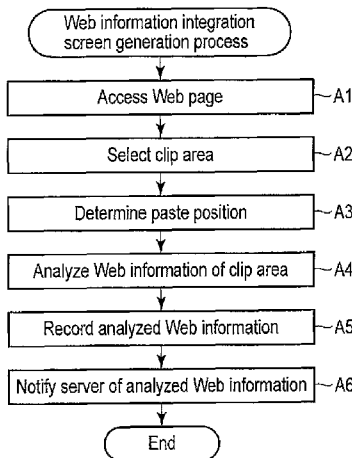 Web information integration
screen generation process
Access Web page
A1
Select clip area
A2
Determine paste position
A3
Analyze Web information of clip area
A4
Record analyzed Web information
A5
Notify server of analyzed Web information
A6
End